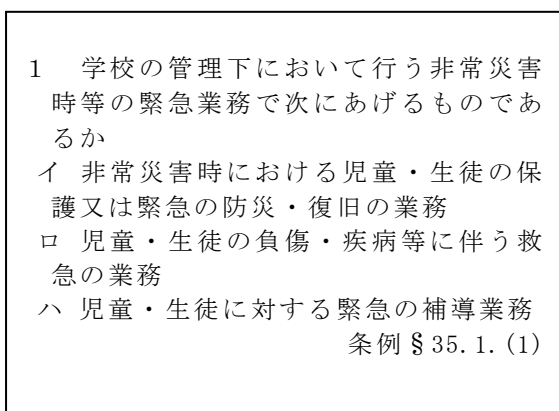 1　学校の管理下において行う非常災害
時等の緊急業務で次にあげるものであ
るか
イ 非常災害時における児童・生徒の保
護又は緊急の防災・復旧の業務
ロ 児童・生徒の負傷・疾病等に伴う救
急の業務
ハ 児童・生徒に対する緊急の補導業務
条例§35.1.(1)